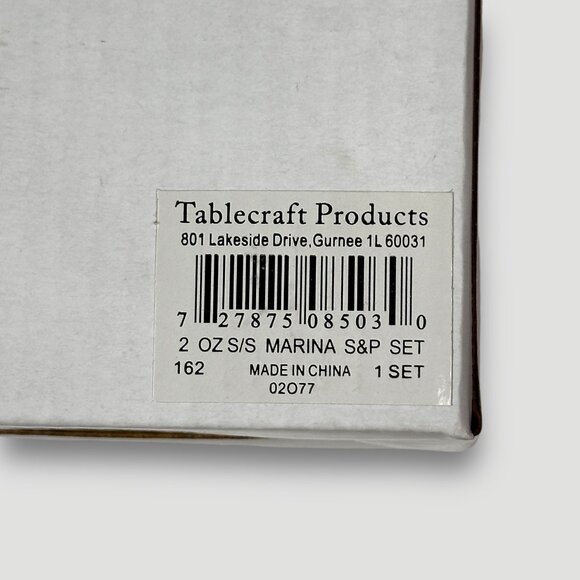 Tablecraft Products
801 Lakeside Drive,Gurnee 1L 60031
7 27875 08503 0
2 OZ S/S MARINA S&P SET
162 MADE IN CHINA 1 SET
02O77